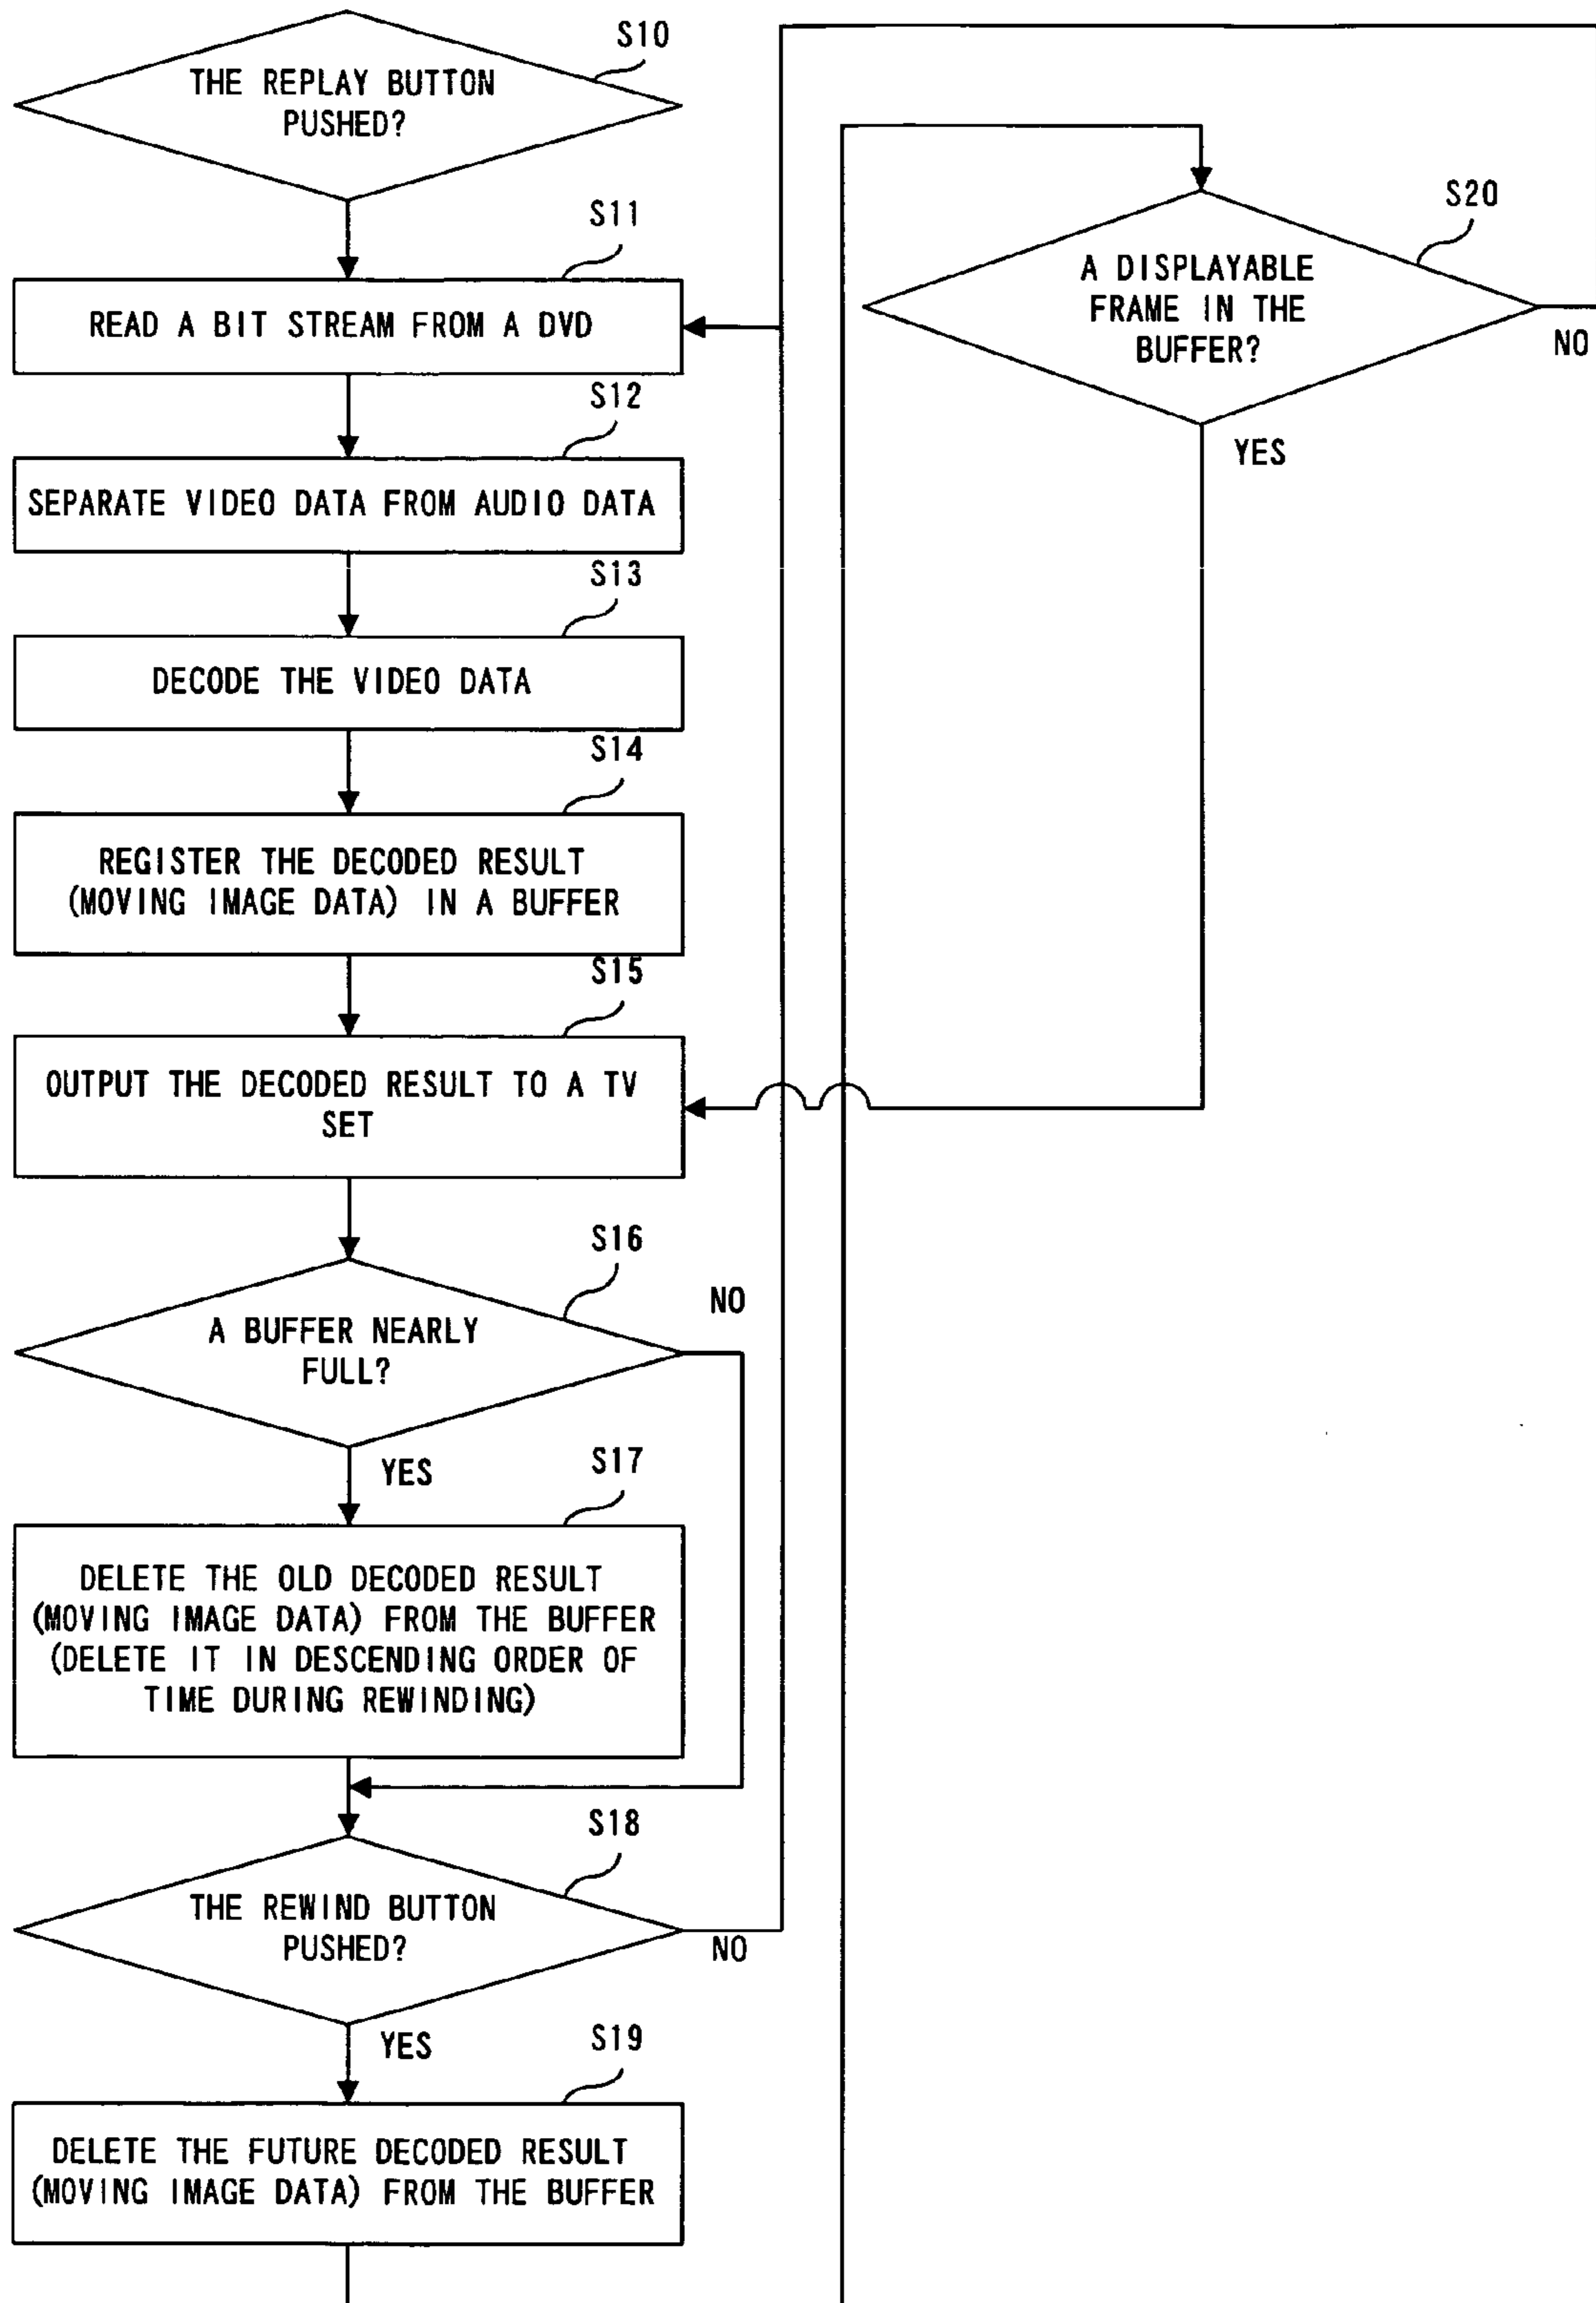 S10
THE REPLAY BUTTON
PUSHED?
S11
READ A BIT STREAM FROM A DVD
S12
SEPARATE VIDEO DATA FROM AUDIO DATA
S13
DECODE THE VIDEO DATA
S14
REGISTER THE DECODED RESULT
(MOVING IMAGE DATA) IN A BUFFER
S15
OUTPUT THE DECODED RESULT TO A TV
SET
S16
A BUFFER NEARLY
FULL?
NO
YES
S17
DELETE THE OLD DECODED RESULT
(MOVING IMAGE DATA) FROM THE BUFFER
(DELETE IT IN DESCENDING ORDER OF
TIME DURING REWINDING)
S18
THE REWIND BUTTON
PUSHED?
NO
YES
S19
DELETE THE FUTURE DECODED RESULT
(MOVING IMAGE DATA) FROM THE BUFFER
S20
A DISPLAYABLE
FRAME IN THE
BUFFER?
NO
YES